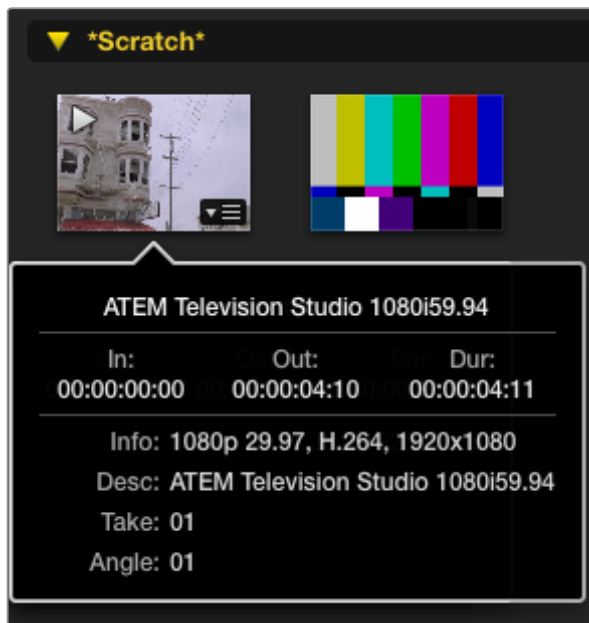 *Scratch*
ATEM Television Studio 1080i59.94
In: Out: Dur:
00:00:00:00 00:00:04:10 00:00:04:11
Info: 1080p 29.97, H.264, 1920x1080
Desc: ATEM Television Studio 1080i59.94
Take: 01
Angle: 01